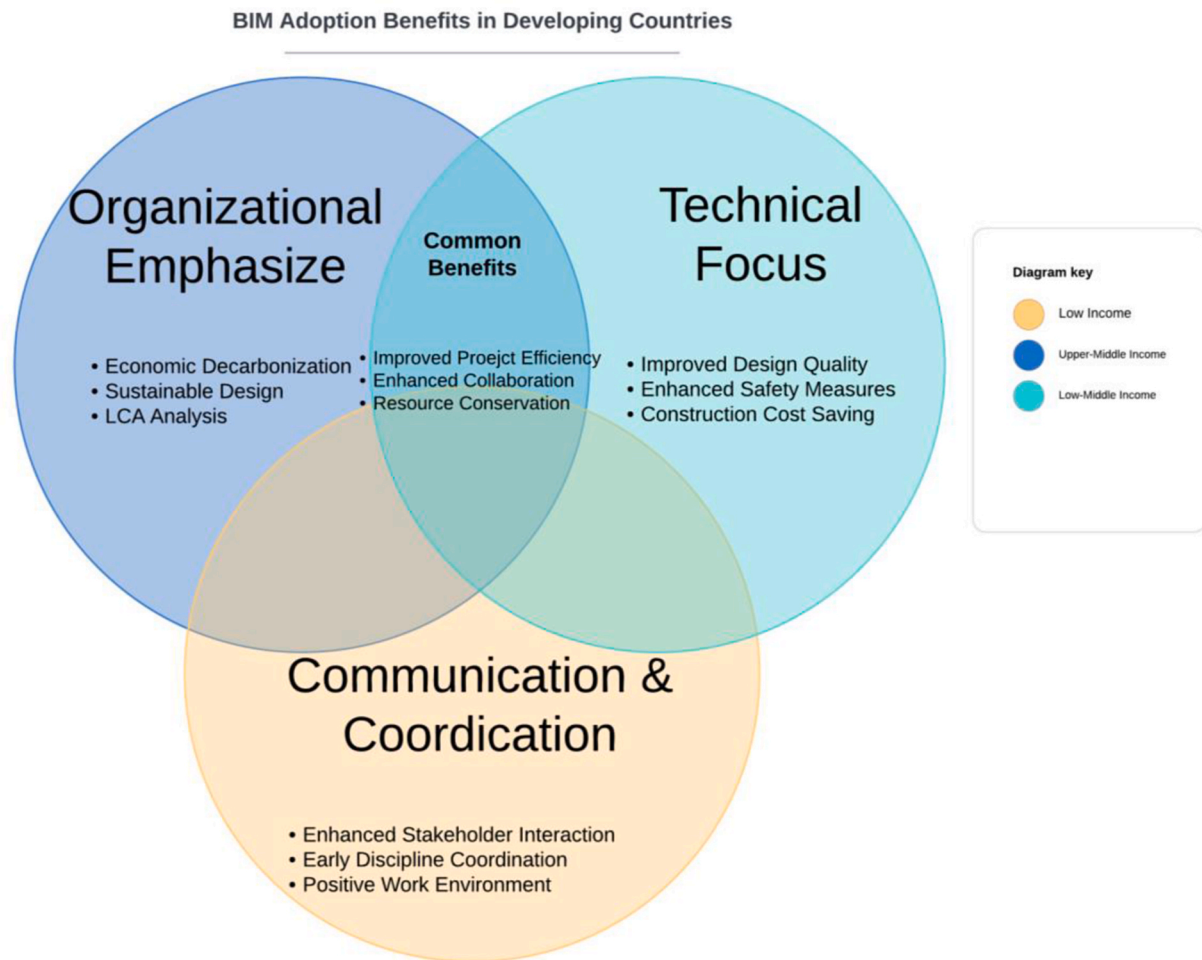 BIM Adoption Benefits in Developing Countries
Organizational
Emphasize
• Economic Decarbonization
• Sustainable Design
• LCA Analysis
Common
Benefits
• Improved Proejct Efficiency
• Enhanced Collaboration
• Resource Conservation
Technical
Focus
• Improved Design Quality
• Enhanced Safety Measures
• Construction Cost Saving
Communication &
Coordication
• Enhanced Stakeholder Interaction
• Early Discipline Coordination
• Positive Work Environment
Diagram key
Low Income
Upper-Middle Income
Low-Middle Income